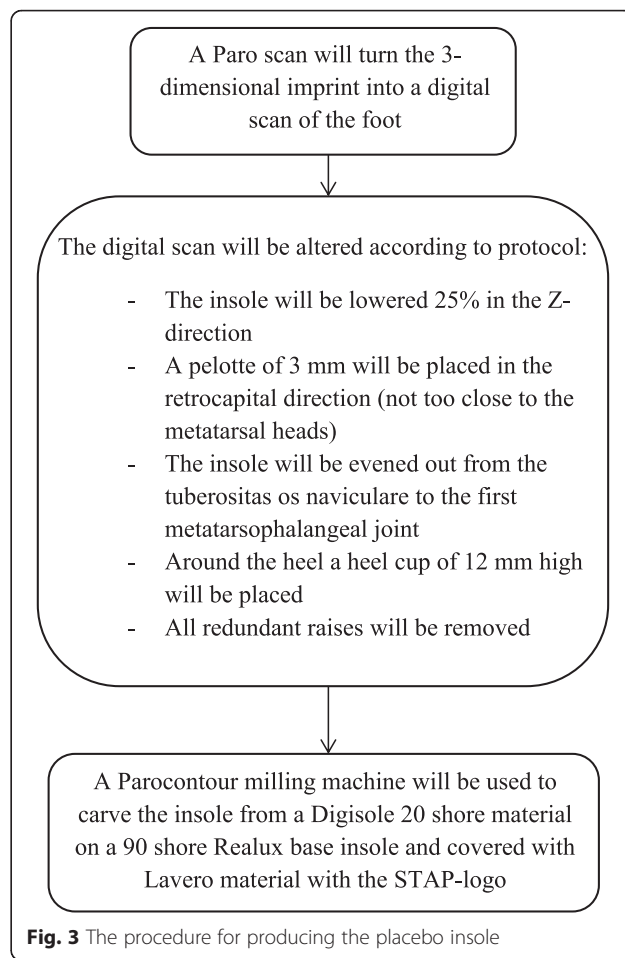 A Paro scan will turn the 3-
dimensional imprint into a digital
scan of the foot
The digital scan will be altered according to protocol:
- The insole will be lowered 25% in the Z-
direction
- A pelotte of 3 mm will be placed in the
retrocapital direction (not too close to the
metatarsal heads)
- The insole will be evened out from the
tuberositas os naviculare to the first
metatarsophalangeal joint
- Around the heel a heel cup of 12 mm high
will be placed
- All redundant raises will be removed
A Parocontour milling machine will be used to
carve the insole from a Digisole 20 shore material
on a 90 shore Realux base insole and covered with
Lavero material with the STAP-logo
Fig. 3 The procedure for producing the placebo insole